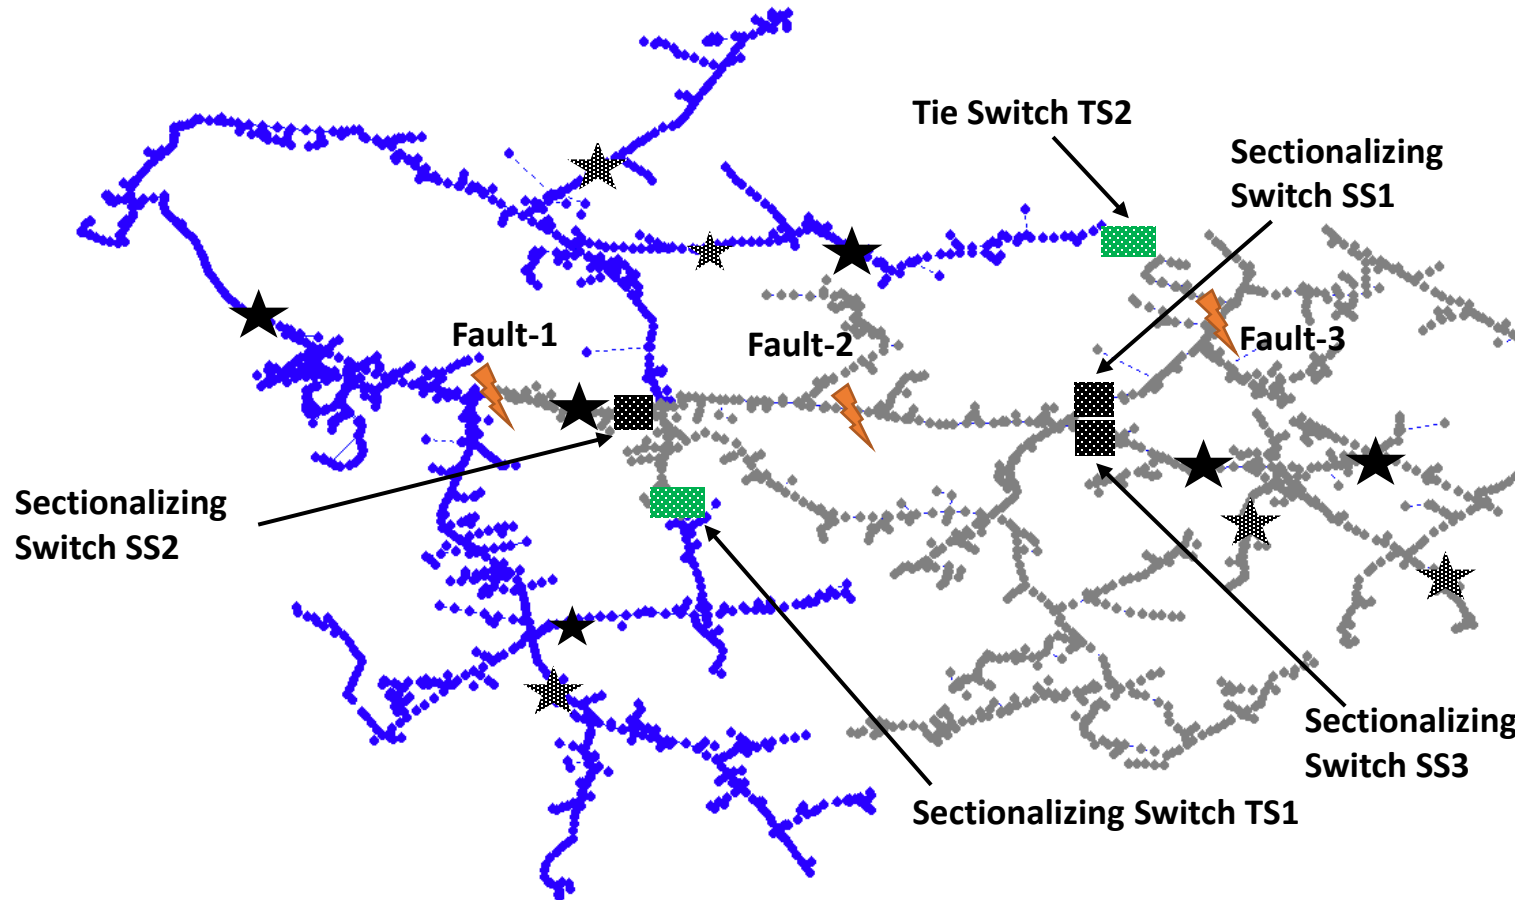 Tie Switch TS2
Sectionalizing
Switch SS1
Fault-1
Fault-2
Fault-3
Sectionalizing
Switch SS2
Sectionalizing
Switch SS3
Sectionalizing Switch TS1